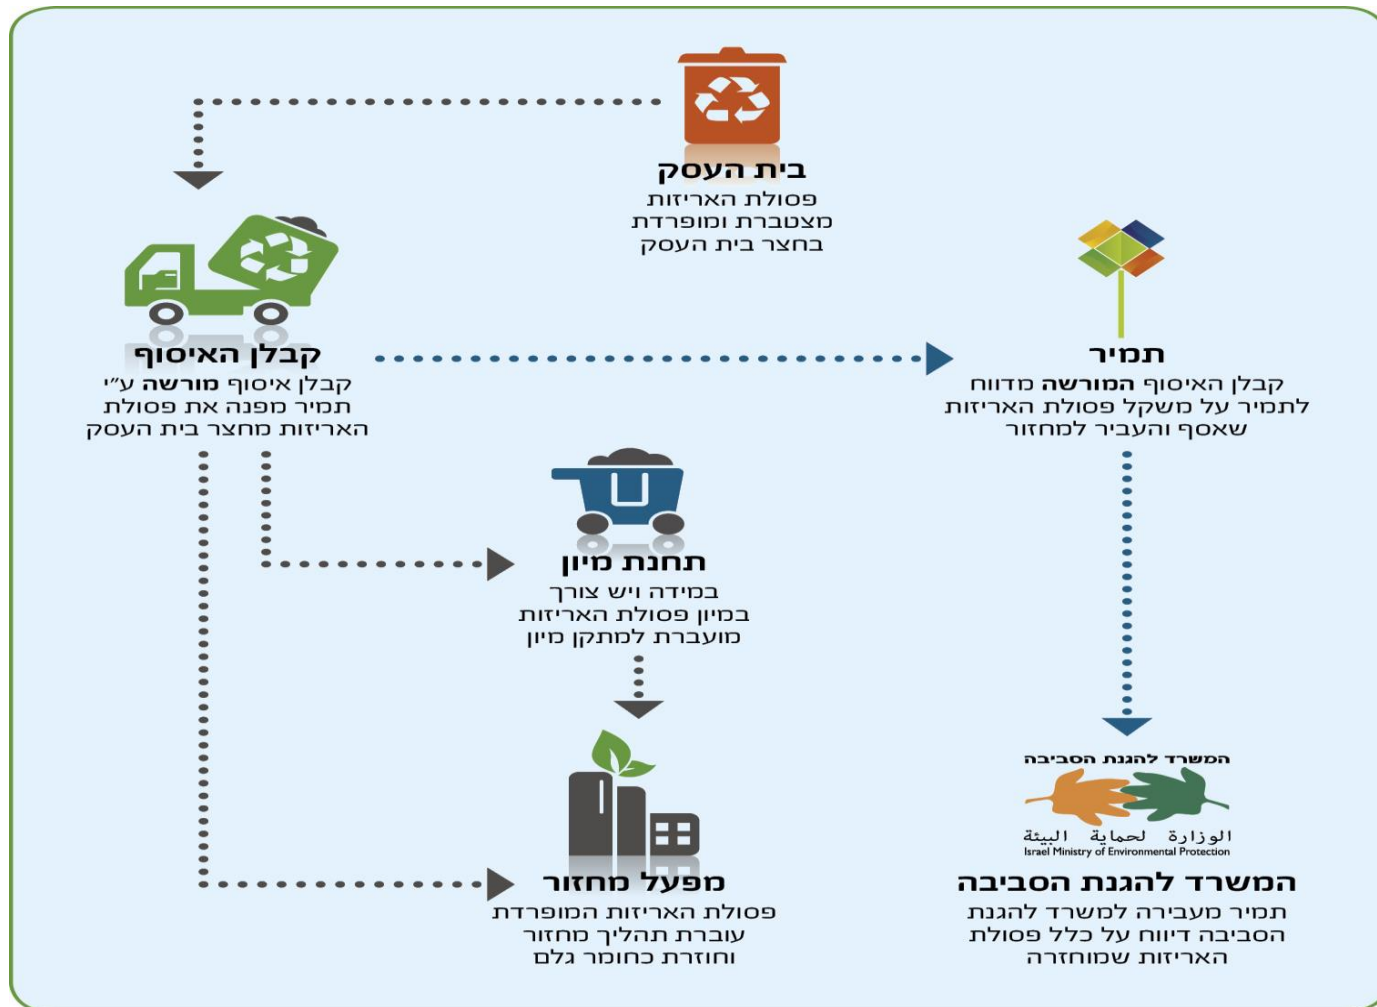 בית העסק
פסולת האריזות
מצטברת ומופרדת
בחצר בית העסק
קבלן האיסוף
קבלן איסוף מורשה ע״י
תמיר מפנה את פסולת
האריזות מחצר בית העסק
תמיר
קבלן האיסוף המורשה מדווח
לתמיר על משקל פסולת האריזות
שאסף והעביר למחזור
תחנת מיון
במידה ויש צורך
במיון פסולת האריזות
מועברת למתקן מיון
מפעל מחזור
פסולת האריזות המופרדת
עוברת תהליך מחזור
וחוזרת כחומר גלם
המשרד להגנת הסביבה
الوزارة لحماية البيئة
Israel Ministry of Environmental Protection
המשרד להגנת הסביבה
תמיר מעבירה למשרד להגנת
הסביבה דיווח על כלל פסולת
האריזות שמוחזרה